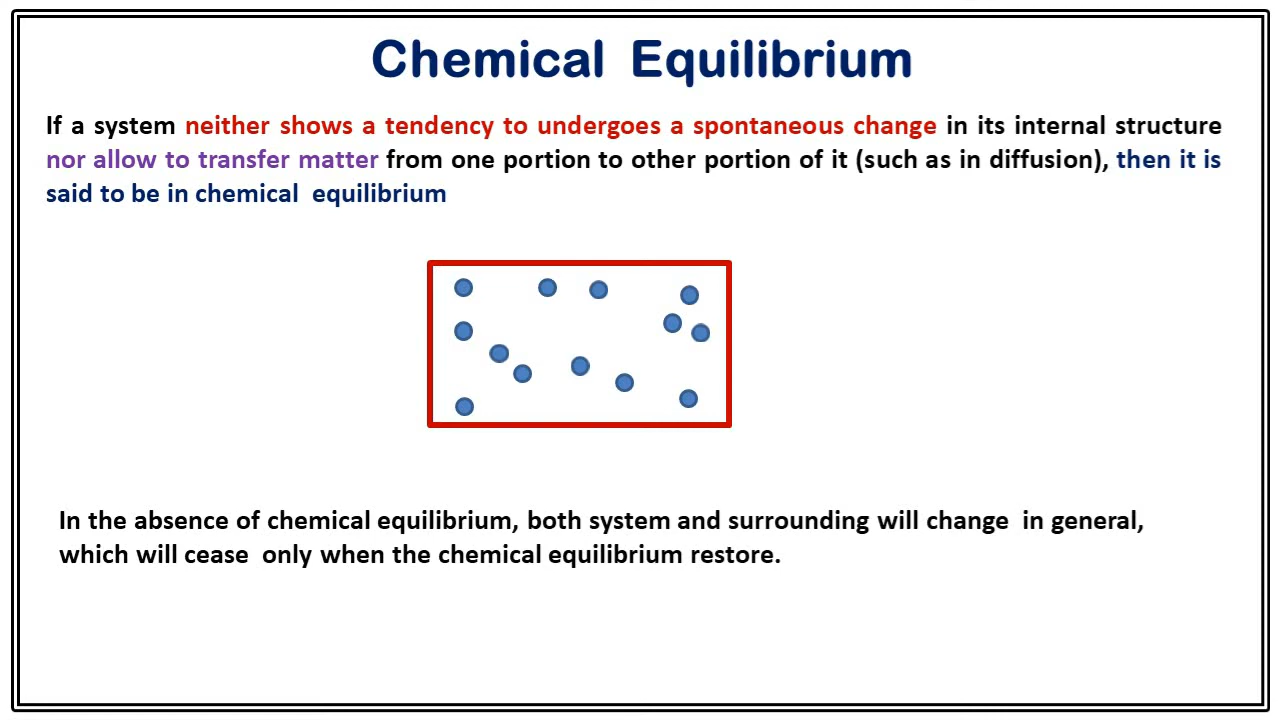 Chemical Equilibrium
If a system neither shows a tendency to undergoes a spontaneous change in its internal structure
nor allow to transfer matter from one portion to other portion of it (such as in diffusion), then it is
said to be in chemical equilibrium
In the absence of chemical equilibrium, both system and surrounding will change in general,
which will cease only when the chemical equilibrium restore.